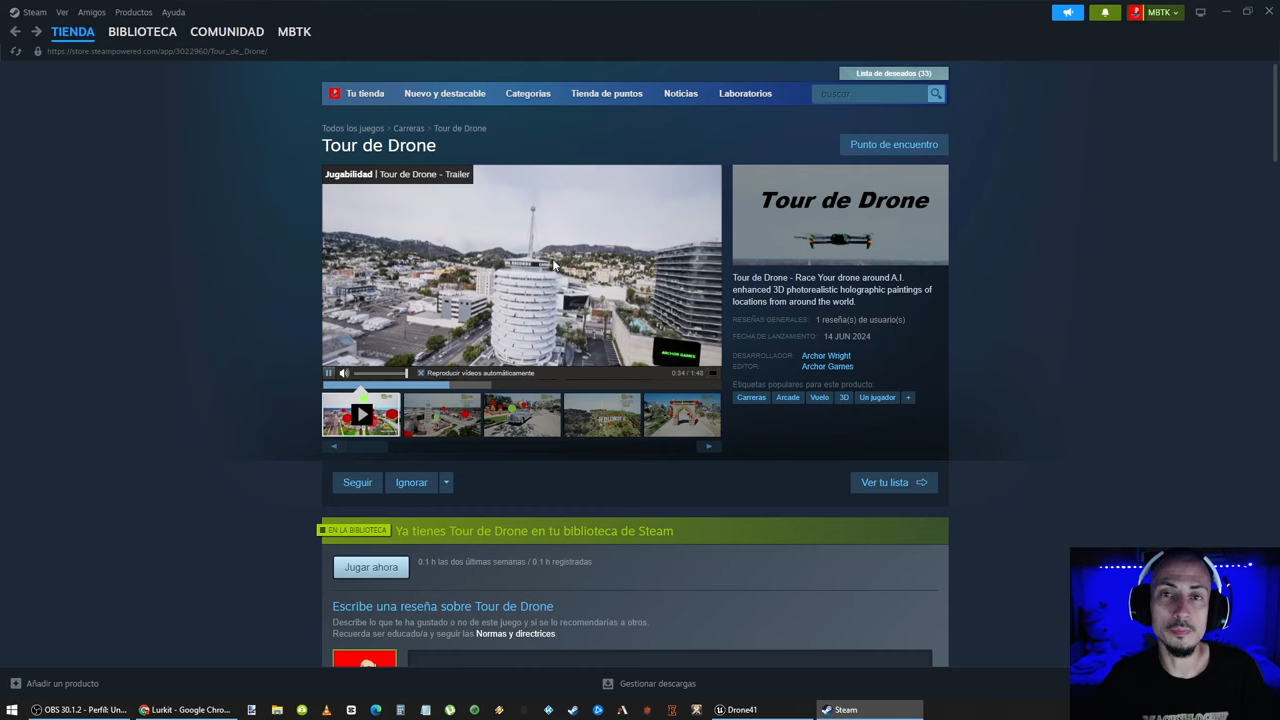 Steam Ver Amigos Productos Ayuda
MBTK
TIENDA BIBLIOTECA COMUNIDAD MBTK
https://store.steampowered.com/app/3022960/Tour_de_Drone/
Lista de deseados (33)
Tu tienda Nuevo y destacable Categorías Tienda de puntos Noticias Laboratorios
buscar
Todos los juegos > Carreras > Tour de Drone
Tour de Drone
Punto de encuentro
Jugabilidad | Tour de Drone - Trailer
Tour de Drone
ARCHOR GAMES
Tour de Drone - Race Your drone around A.I.
enhanced 3D photorealistic holographic paintings of
locations from around the world.
RESEÑAS GENERALES: 1 reseña(s) de usuario(s)
FECHA DE LANZAMIENTO: 14 JUN 2024
DESARROLLADOR: Archor Wright
EDITOR: Archor Games
Etiquetas populares para este producto:
Carreras Arcade Vuelo 3D Un jugador +
Reproducir vídeos automáticamente
0:34 / 1:48
Seguir Ignorar
Ver tu lista
EN LA BIBLIOTECA
Ya tienes Tour de Drone en tu biblioteca de Steam
Jugar ahora
0.1 h las dos últimas semanas / 0.1 h registradas
Escribe una reseña sobre Tour de Drone
Describe lo que te ha gustado o no de este juego y si se lo recomendarías a otros.
Recuerda ser educado/a y seguir las Normas y directrices.
Añadir un producto
Gestionar descargas
OBS 30.1.2 - Perfil: Un...
Lurkit - Google Chro...
Drone41
Steam